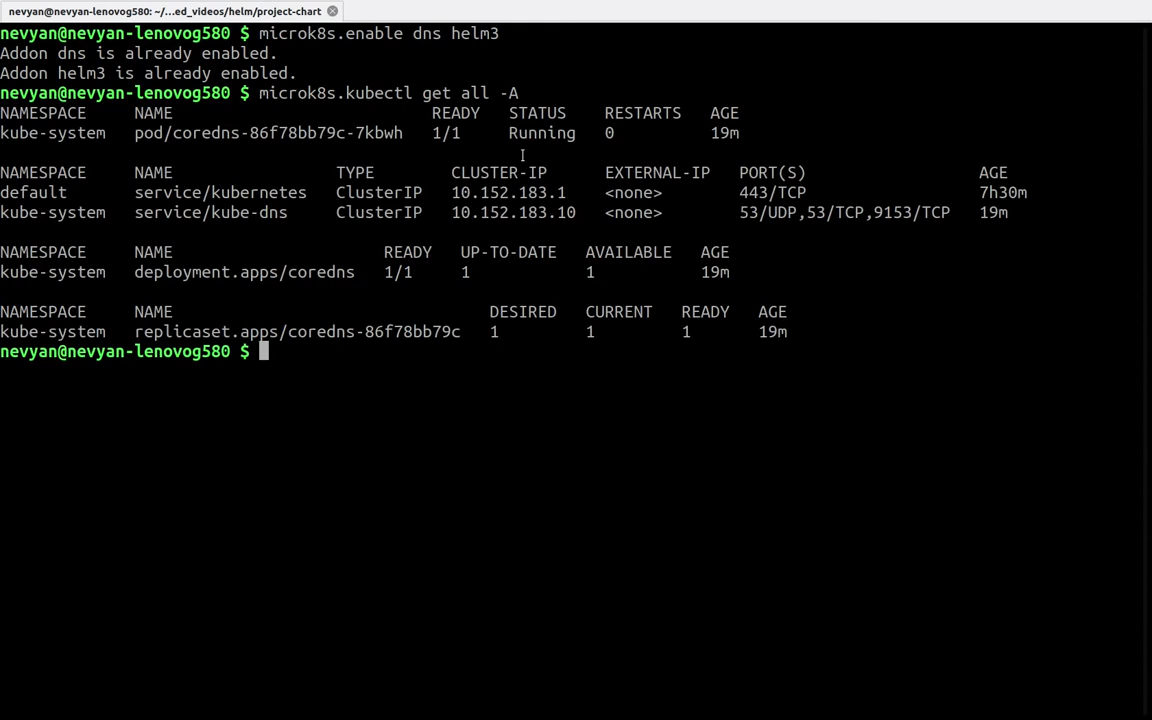 nevyan@nevyan-lenovog580: ~/...ed_videos/helm/project-chart
nevyan@nevyan-lenovog580 $ microk8s.enable dns helm3
Addon dns is already enabled.
Addon helm3 is already enabled.
nevyan@nevyan-lenovog580 $ microk8s.kubectl get all -A
NAMESPACE     NAME                           READY   STATUS    RESTARTS   AGE
kube-system   pod/coredns-86f78bb79c-7kbwh   1/1     Running   0          19m
NAMESPACE     NAME                 TYPE        CLUSTER-IP      EXTERNAL-IP   PORT(S)                  AGE
default       service/kubernetes   ClusterIP   10.152.183.1    <none>        443/TCP                  7h30m
kube-system   service/kube-dns     ClusterIP   10.152.183.10   <none>        53/UDP,53/TCP,9153/TCP   19m
NAMESPACE     NAME                      READY   UP-TO-DATE   AVAILABLE   AGE
kube-system   deployment.apps/coredns   1/1     1            1           19m
NAMESPACE     NAME                                 DESIRED   CURRENT   READY   AGE
kube-system   replicaset.apps/coredns-86f78bb79c   1         1         1       19m
nevyan@nevyan-lenovog580 $